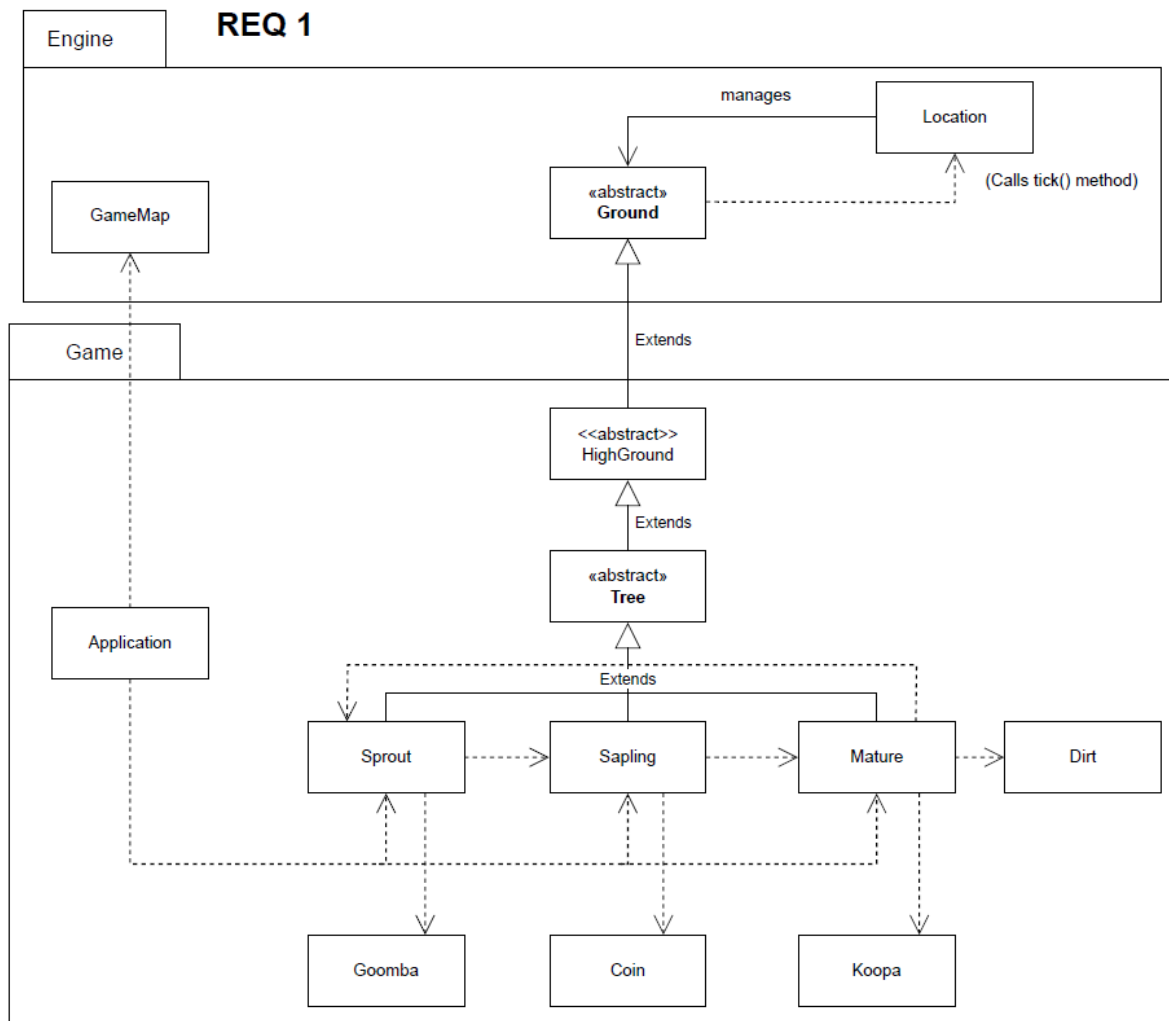 REQ 1
Engine
manages
Location
(Calls tick() method)
«abstract»
Ground
GameMap
Extends
Game
<<abstract>>
HighGround
Extends
«abstract»
Tree
Application
Extends
Sprout
Sapling
Mature
Dirt
Goomba
Coin
Koopa